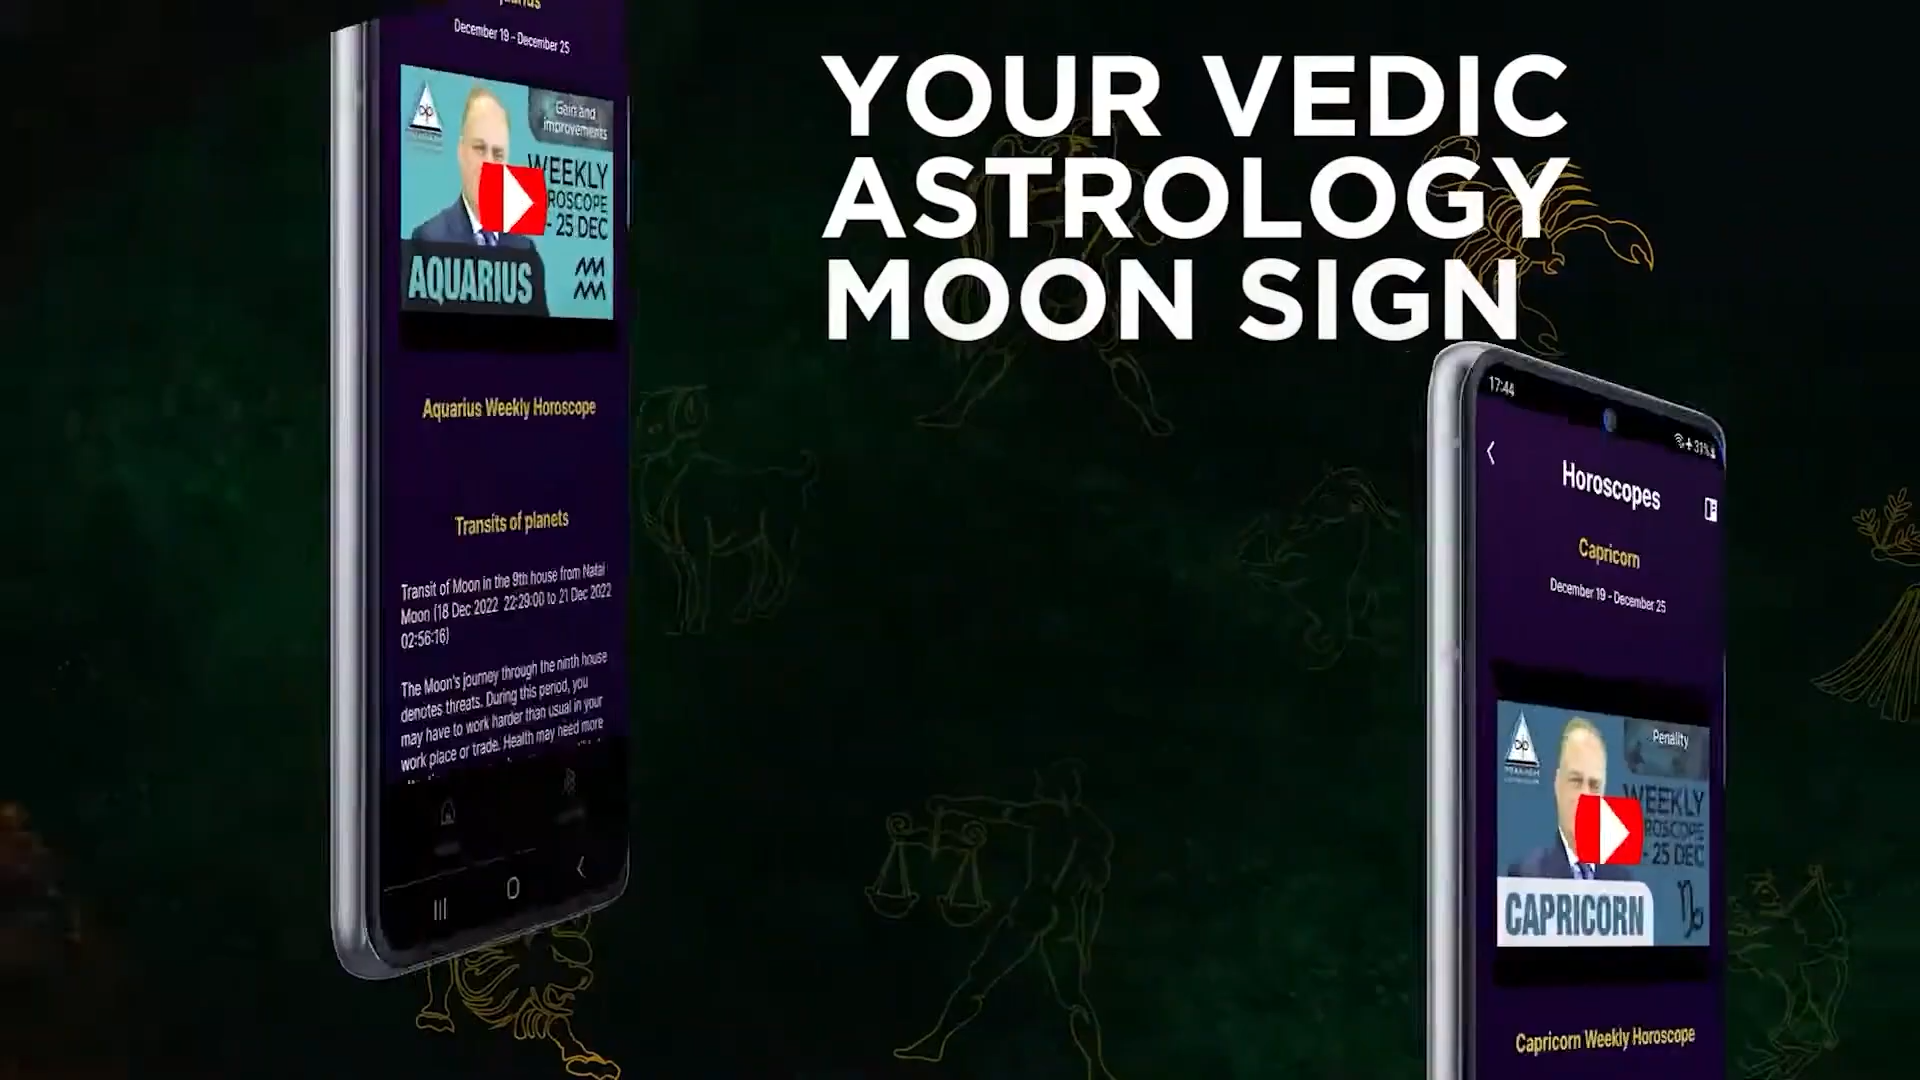 YOUR VEDIC
ASTROLOGY
MOON SIGN
December 19 - December 25
Gain and
improvements
WEEKLY
ROSCOPE
- 25 DEC
AQUARIUS
Aquarius Weekly Horoscope
Transits of planets
Transit of Moon in the 9th house from Natal
Moon (18 Dec 2022 22:29:00 to 21 Dec 2022
02:56:16)
The Moon's journey through the ninth house
denotes threats. During this period, you
may have to work harder than usual in your
work place or trade. Health may need more
17:44
31%
Horoscopes
Capricorn
December 19 - December 25
Penality
WEEKLY
ROSCOPE
- 25 DEC
CAPRICORN
Capricorn Weekly Horoscope